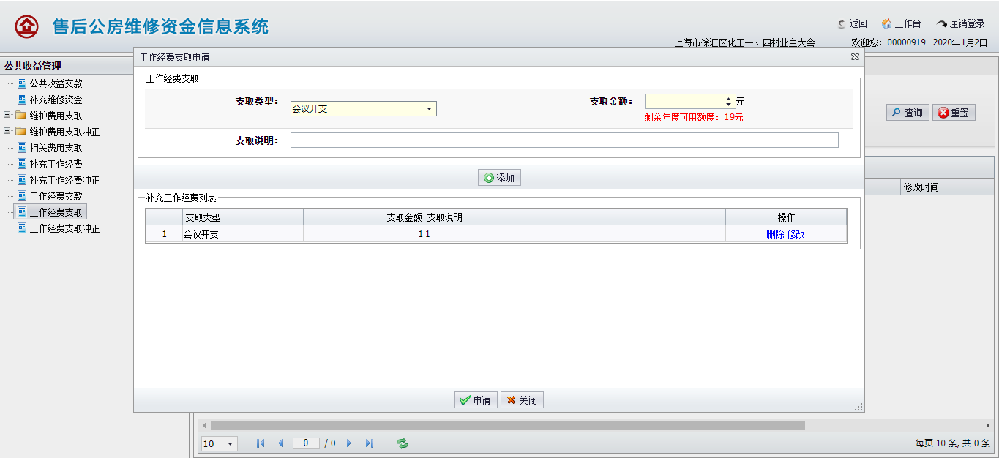 售后公房维修资金信息系统
返回 工作台 注销登录
上海市徐汇区化工一、四村业主大会 欢迎您：00000919 2020年1月2日
公共收益管理
公共收益交款
补充维修资金
维护费用支取
维护费用支取冲正
相关费用支取
补充工作经费
补充工作经费冲正
工作经费交款
工作经费支取
工作经费支取冲正
工作经费支取申请
工作经费支取
支取类型： 会议开支 支取金额： 元
剩余年度可用额度：19元
支取说明：
添加
补充工作经费列表
支取类型 支取金额 支取说明 操作
1 会议开支 1 1 删除 修改
申请 关闭
查询 重置
修改时间
10 0 / 0 每页 10 条, 共 0 条